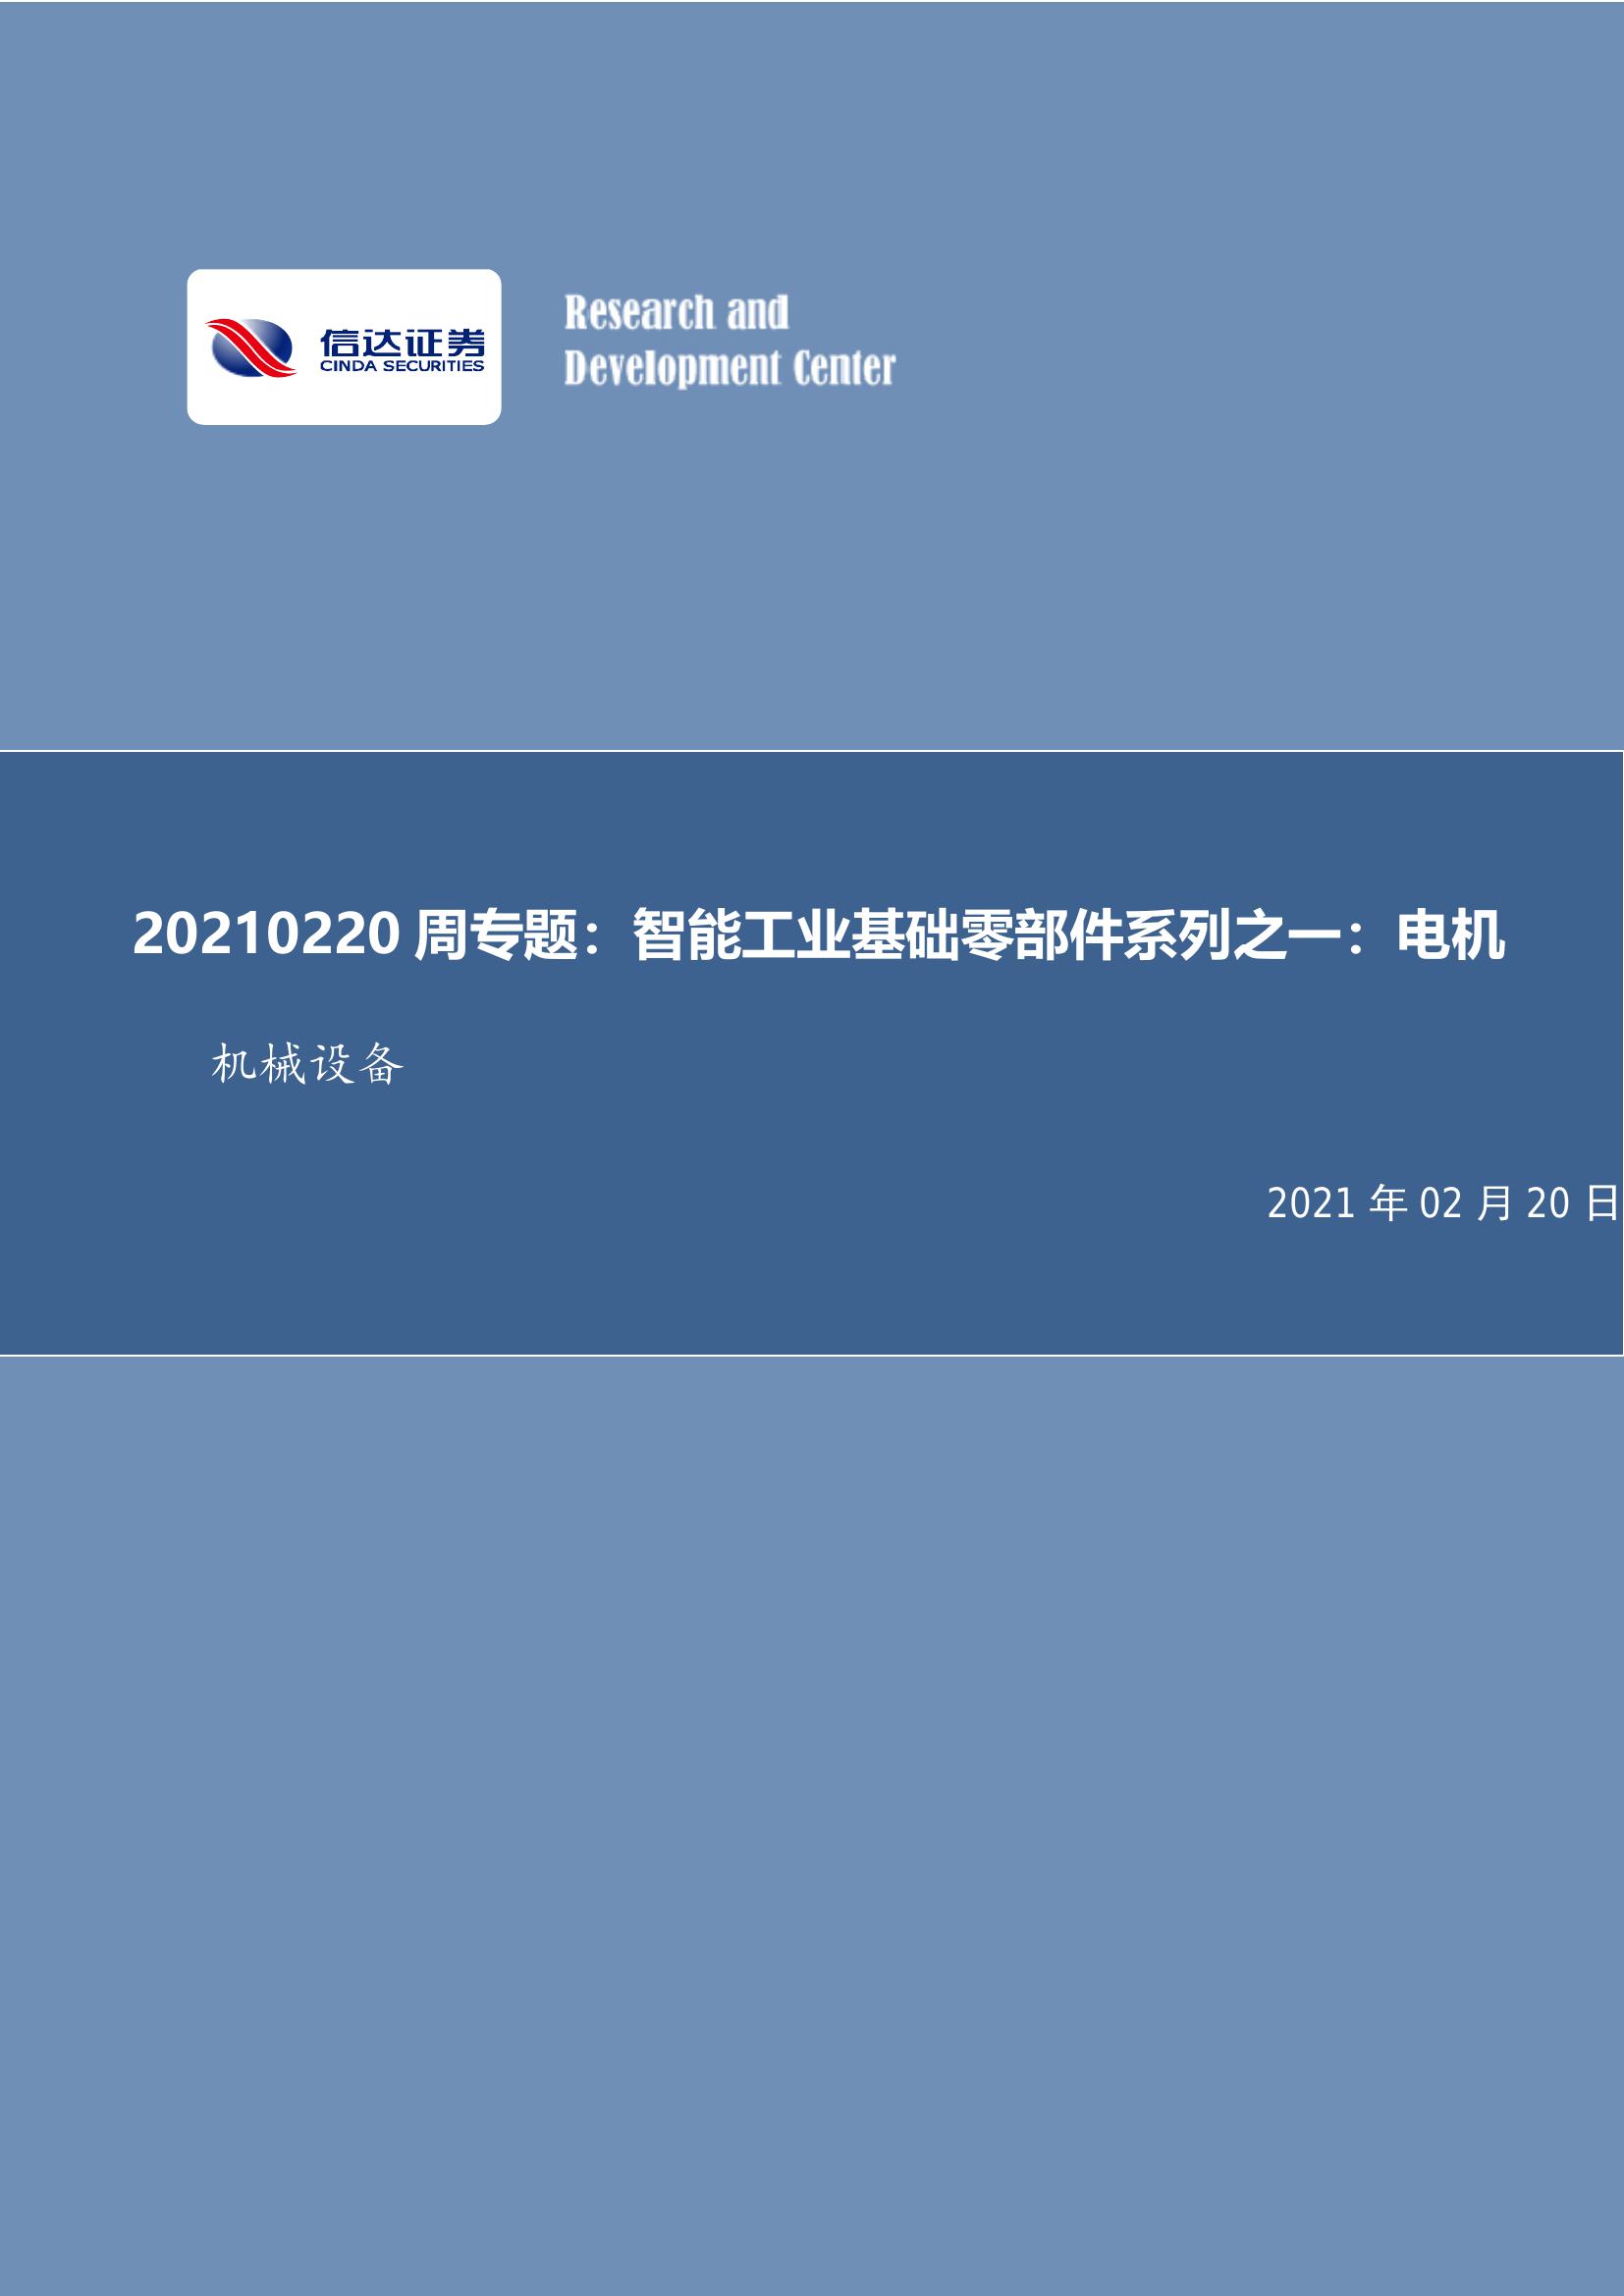 信达证券
CINDA SECURITIES
Research and
Development Center
20210220 周专题：智能工业基础零部件系列之一：电机
机械设备
2021 年 02 月 20 日